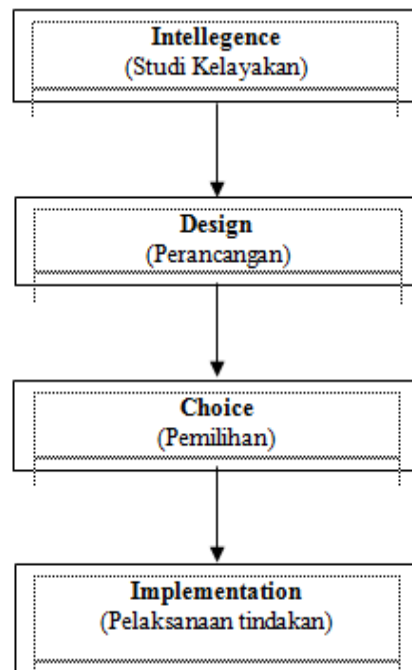 Intellegence
(Studi Kelayakan)
Design
(Perancangan)
Choice
(Pemilihan)
Implementation
(Pelaksanaan tindakan)